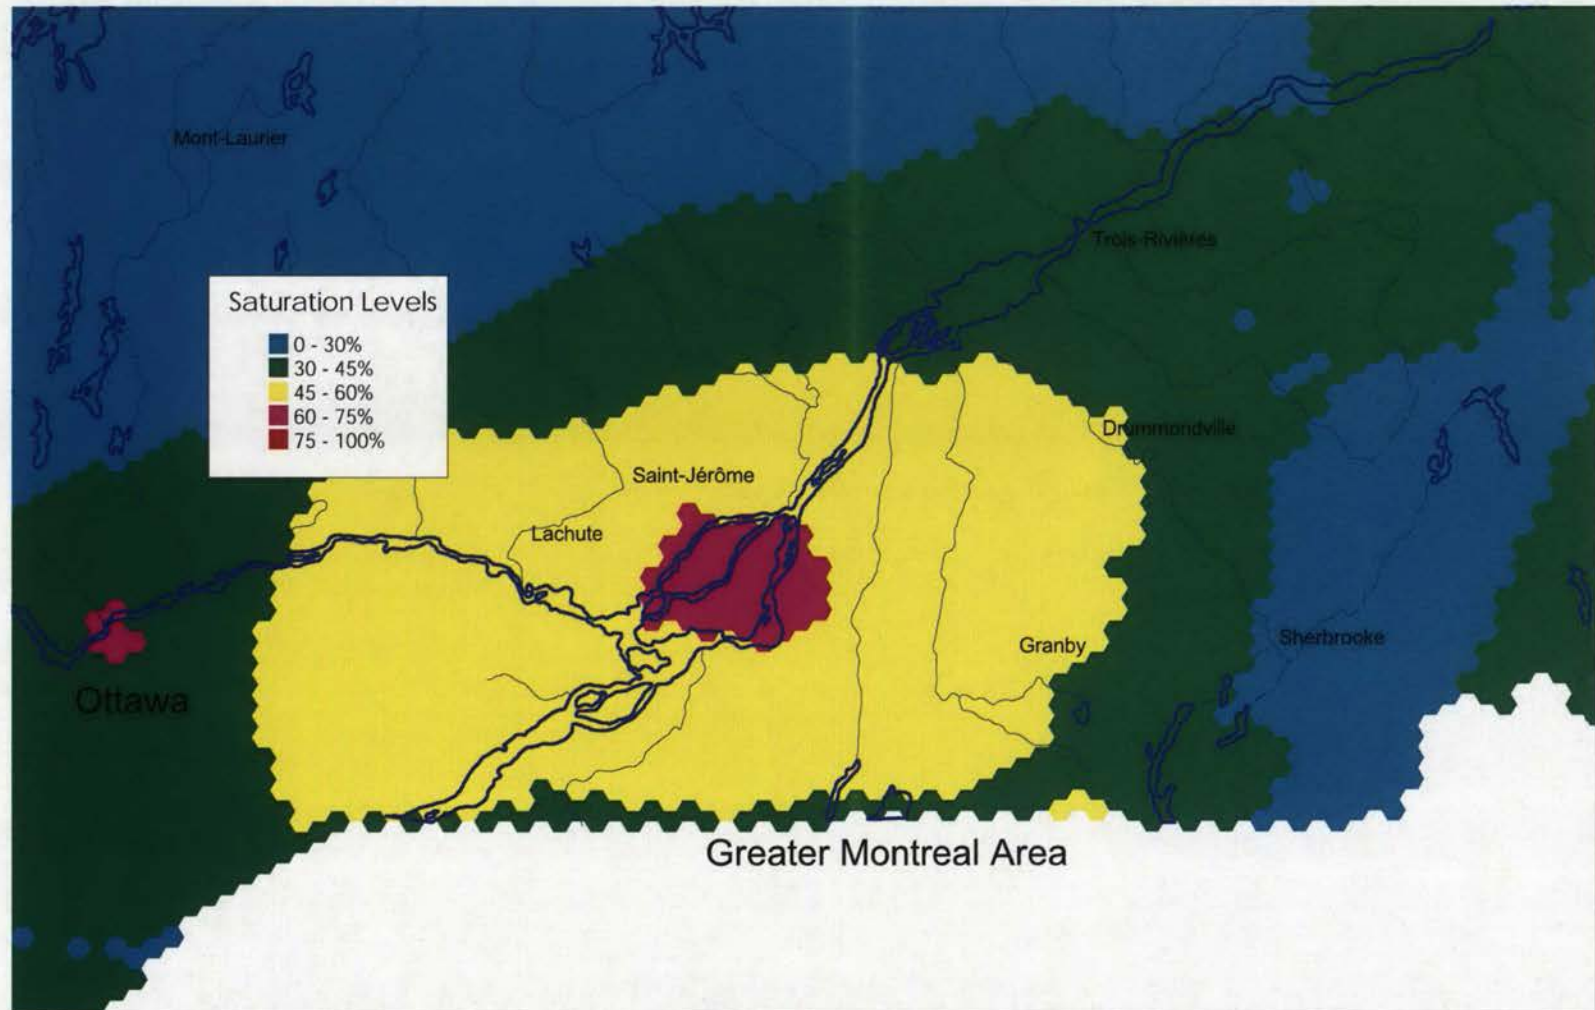 Mont-Laurier
Trois-Rivières
Saturation Levels
0 - 30%
30 - 45%
45 - 60%
60 - 75%
75 - 100%
Drummondville
Saint-Jérôme
Lachute
Sherbrooke
Granby
Ottawa
Greater Montreal Area